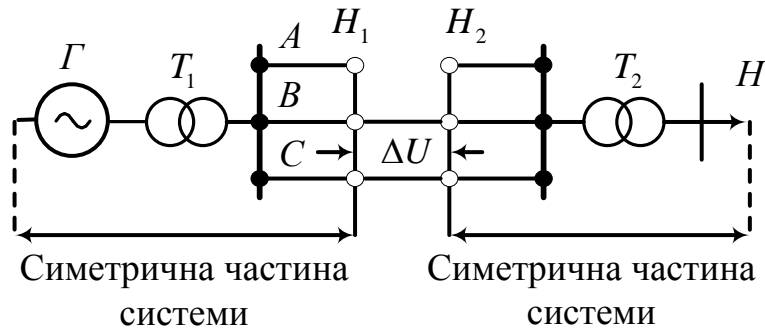 Г
T₁
A
B
C
H₁
ΔU
H₂
T₂
H
Симетрична частина
системи
Симетрична частина
системи